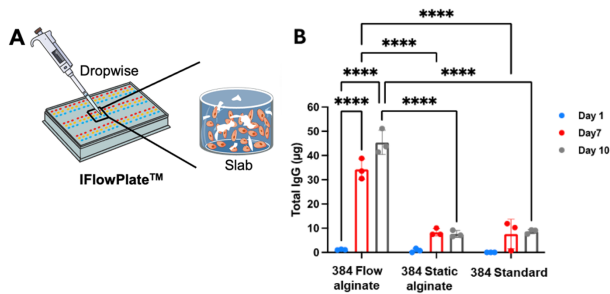 A
Dropwise
IFlowPlate™
Slab
B
****
****
****
****
****
****
Total IgG (µg)
60
50
40
30
20
10
0
384 Flow
alginate
384 Static
alginate
384 Standard
Day 1
Day7
Day 10